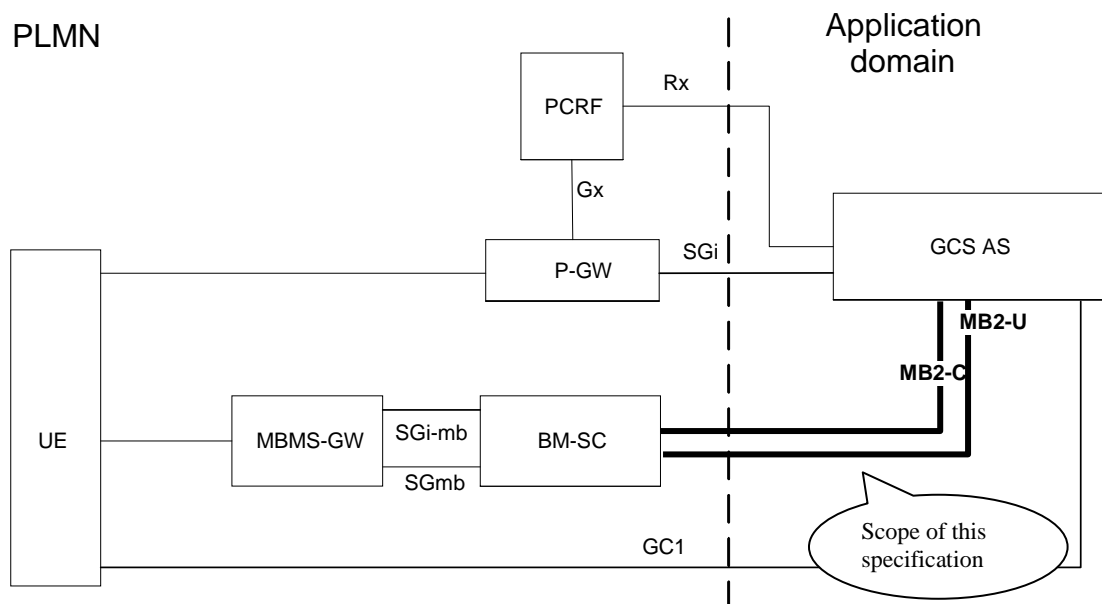 PLMN
Application
domain
Rx
PCRF
Gx
GCS AS
SGi
P-GW
MB2-U
MB2-C
UE
MBMS-GW
SGi-mb
BM-SC
SGmb
Scope of this
specification
GC1